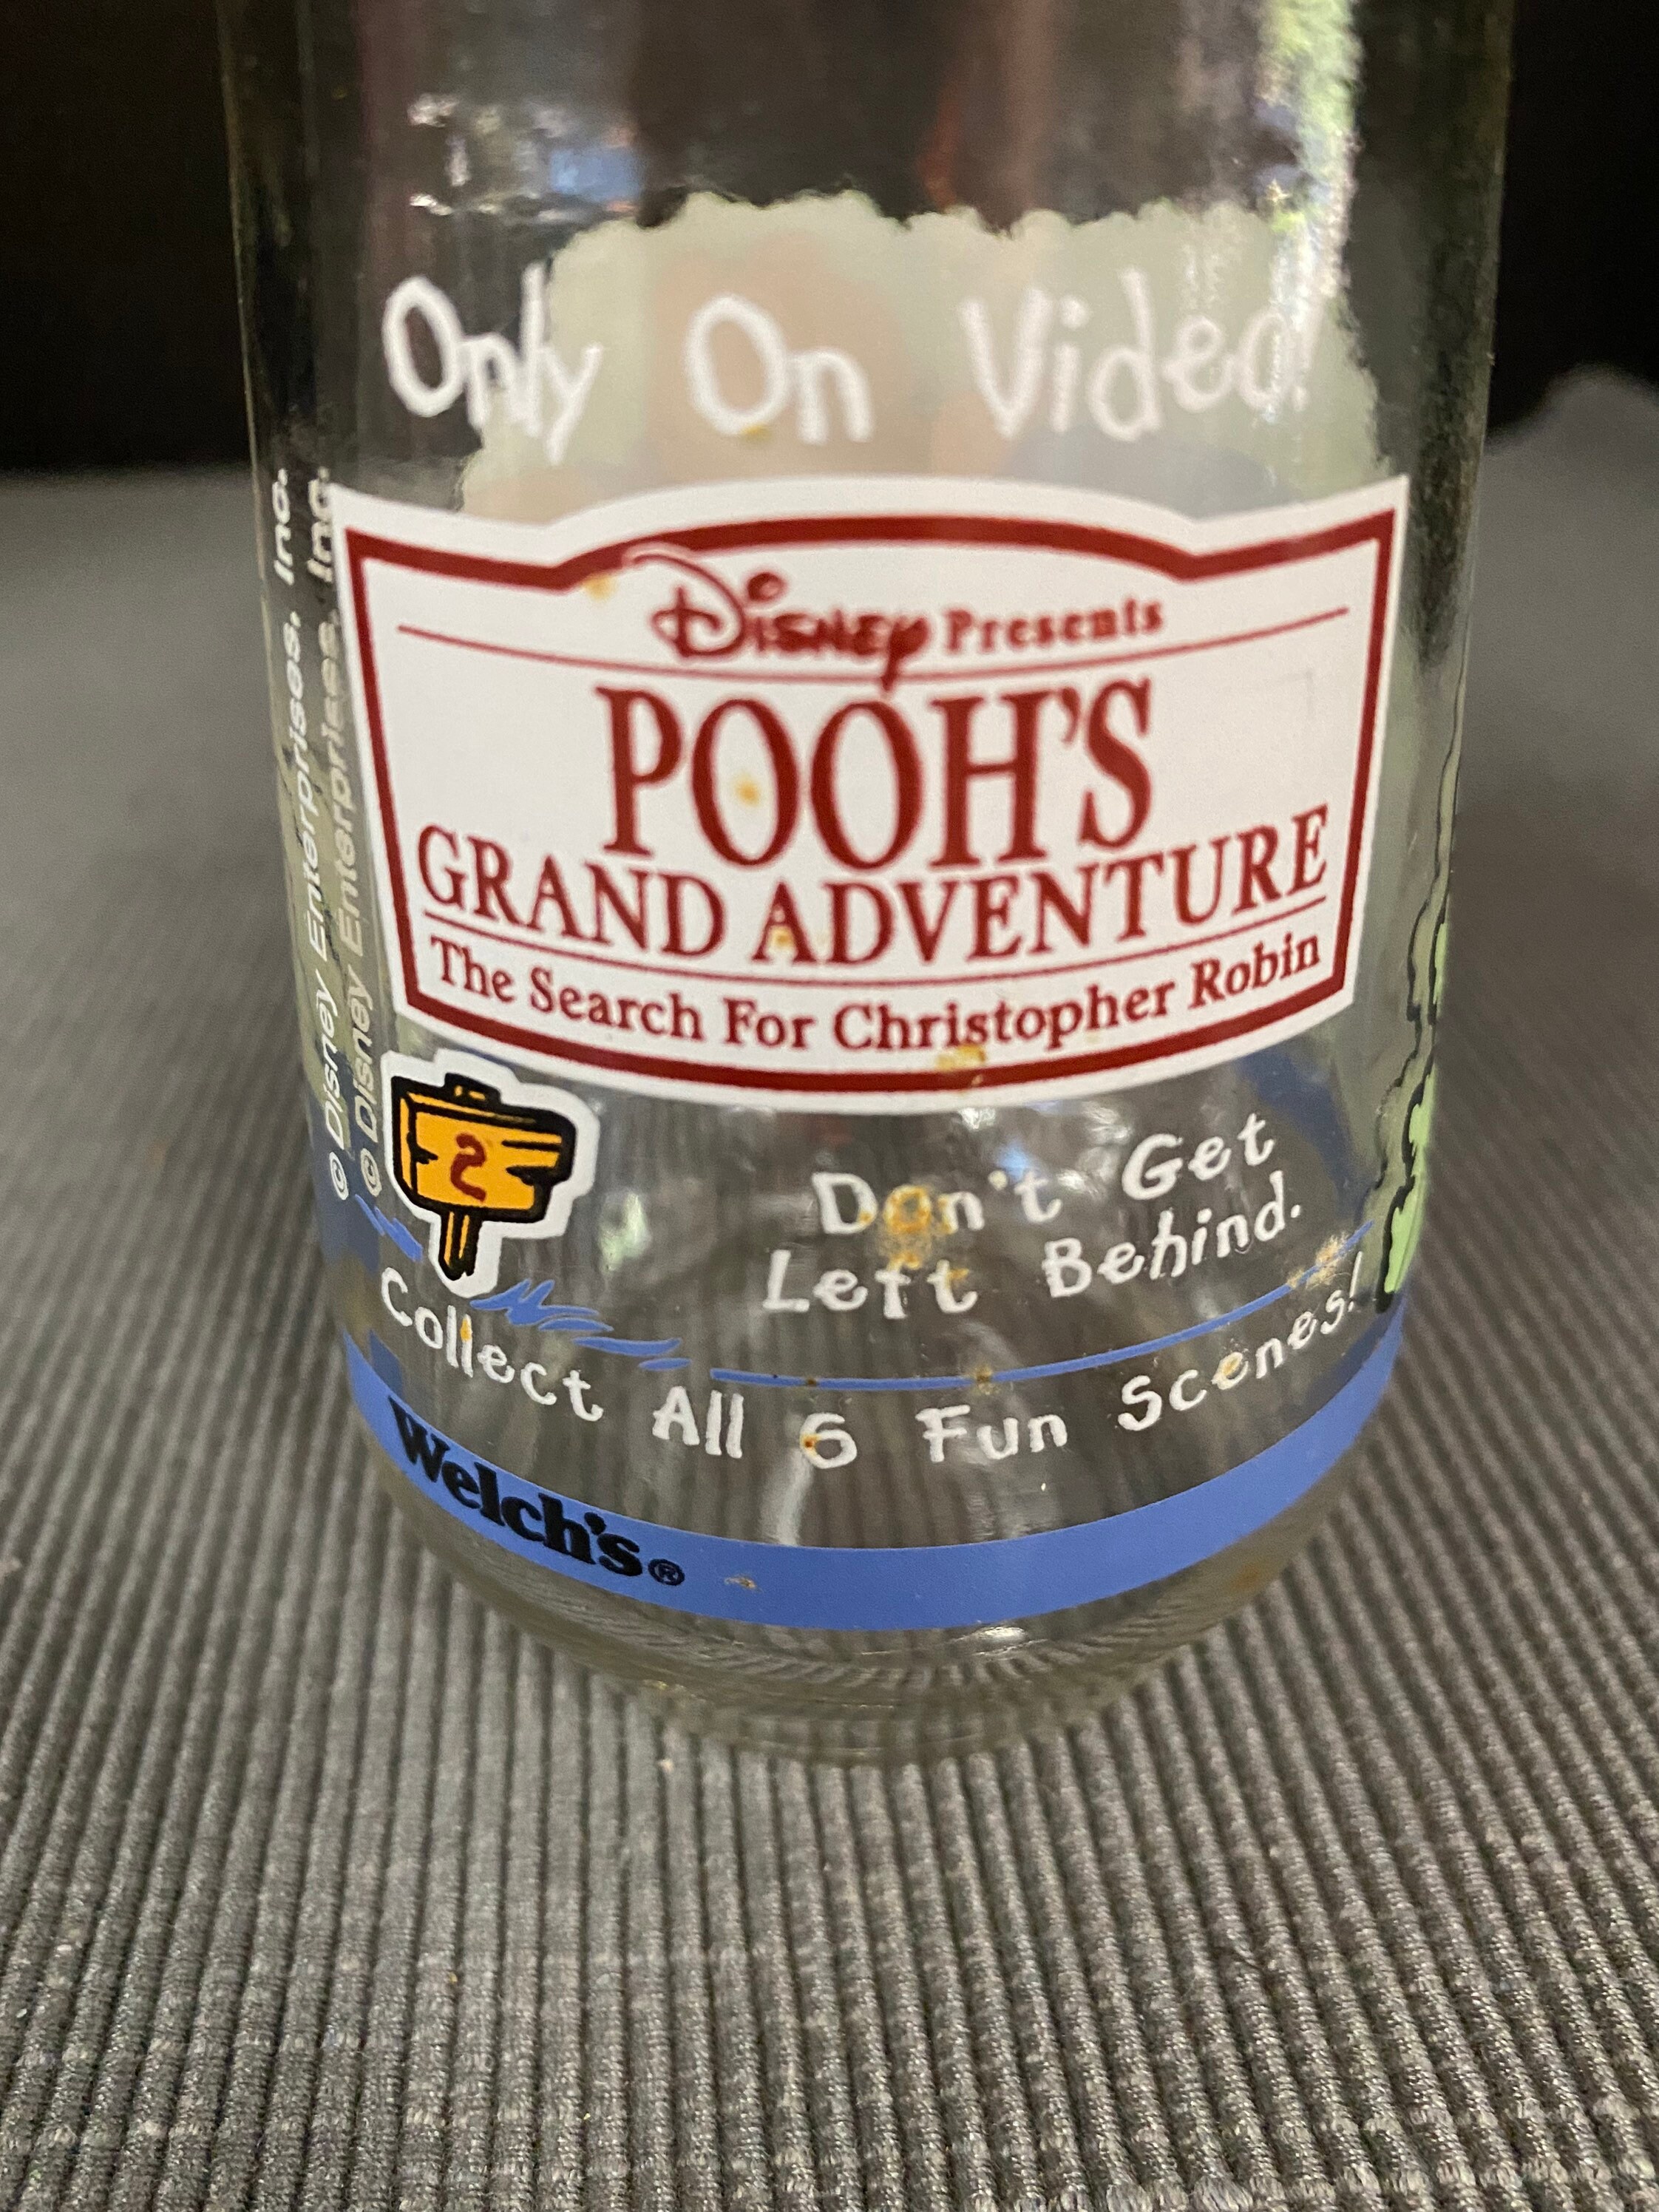 Only On Video!
Disney Presents
POOH'S
GRAND ADVENTURE
The Search For Christopher Robin
© Disney Enterprises, Inc.
© Disney Enterprises, Inc.
2
Don't Get
Left Behind.
Collect All 6 Fun Scenes!
Welch's®